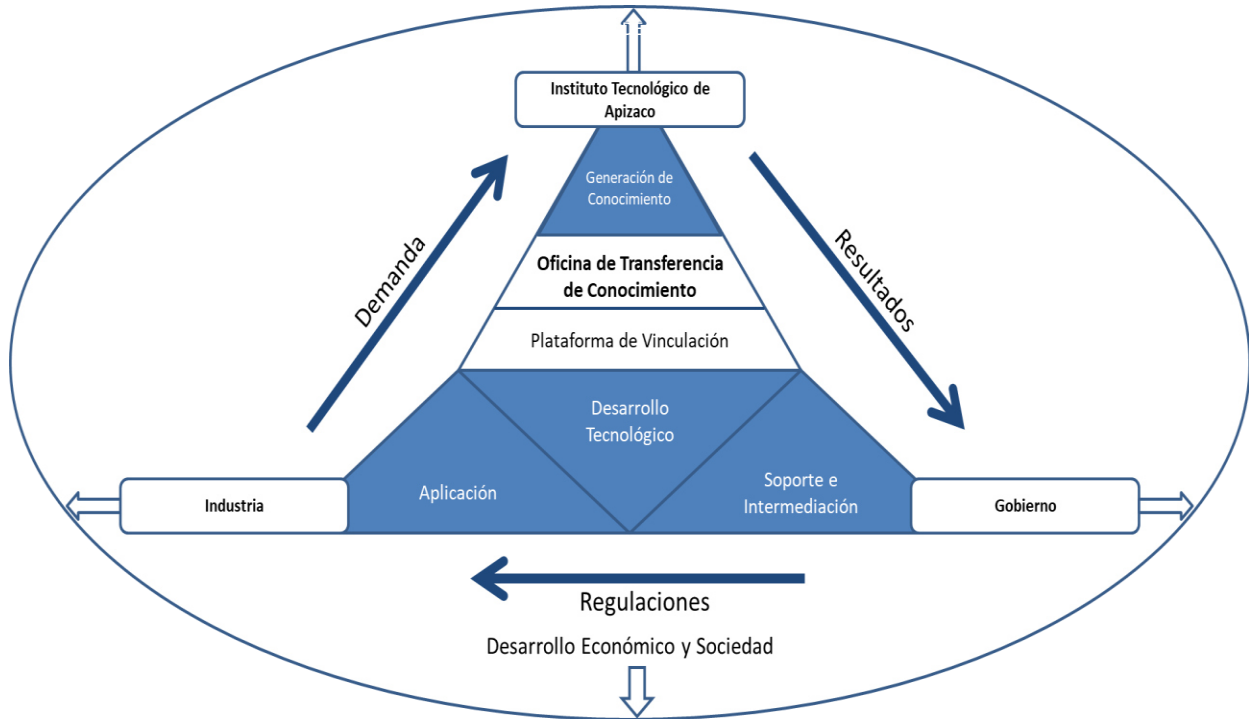 Instituto Tecnológico de
Apizaco
Generación de
Conocimiento
Oficina de Transferencia
de Conocimiento
Plataforma de Vinculación
Demanda
Resultados
Desarrollo
Tecnológico
Aplicación
Soporte e
Intermediación
Industria
Gobierno
Regulaciones
Desarrollo Económico y Sociedad